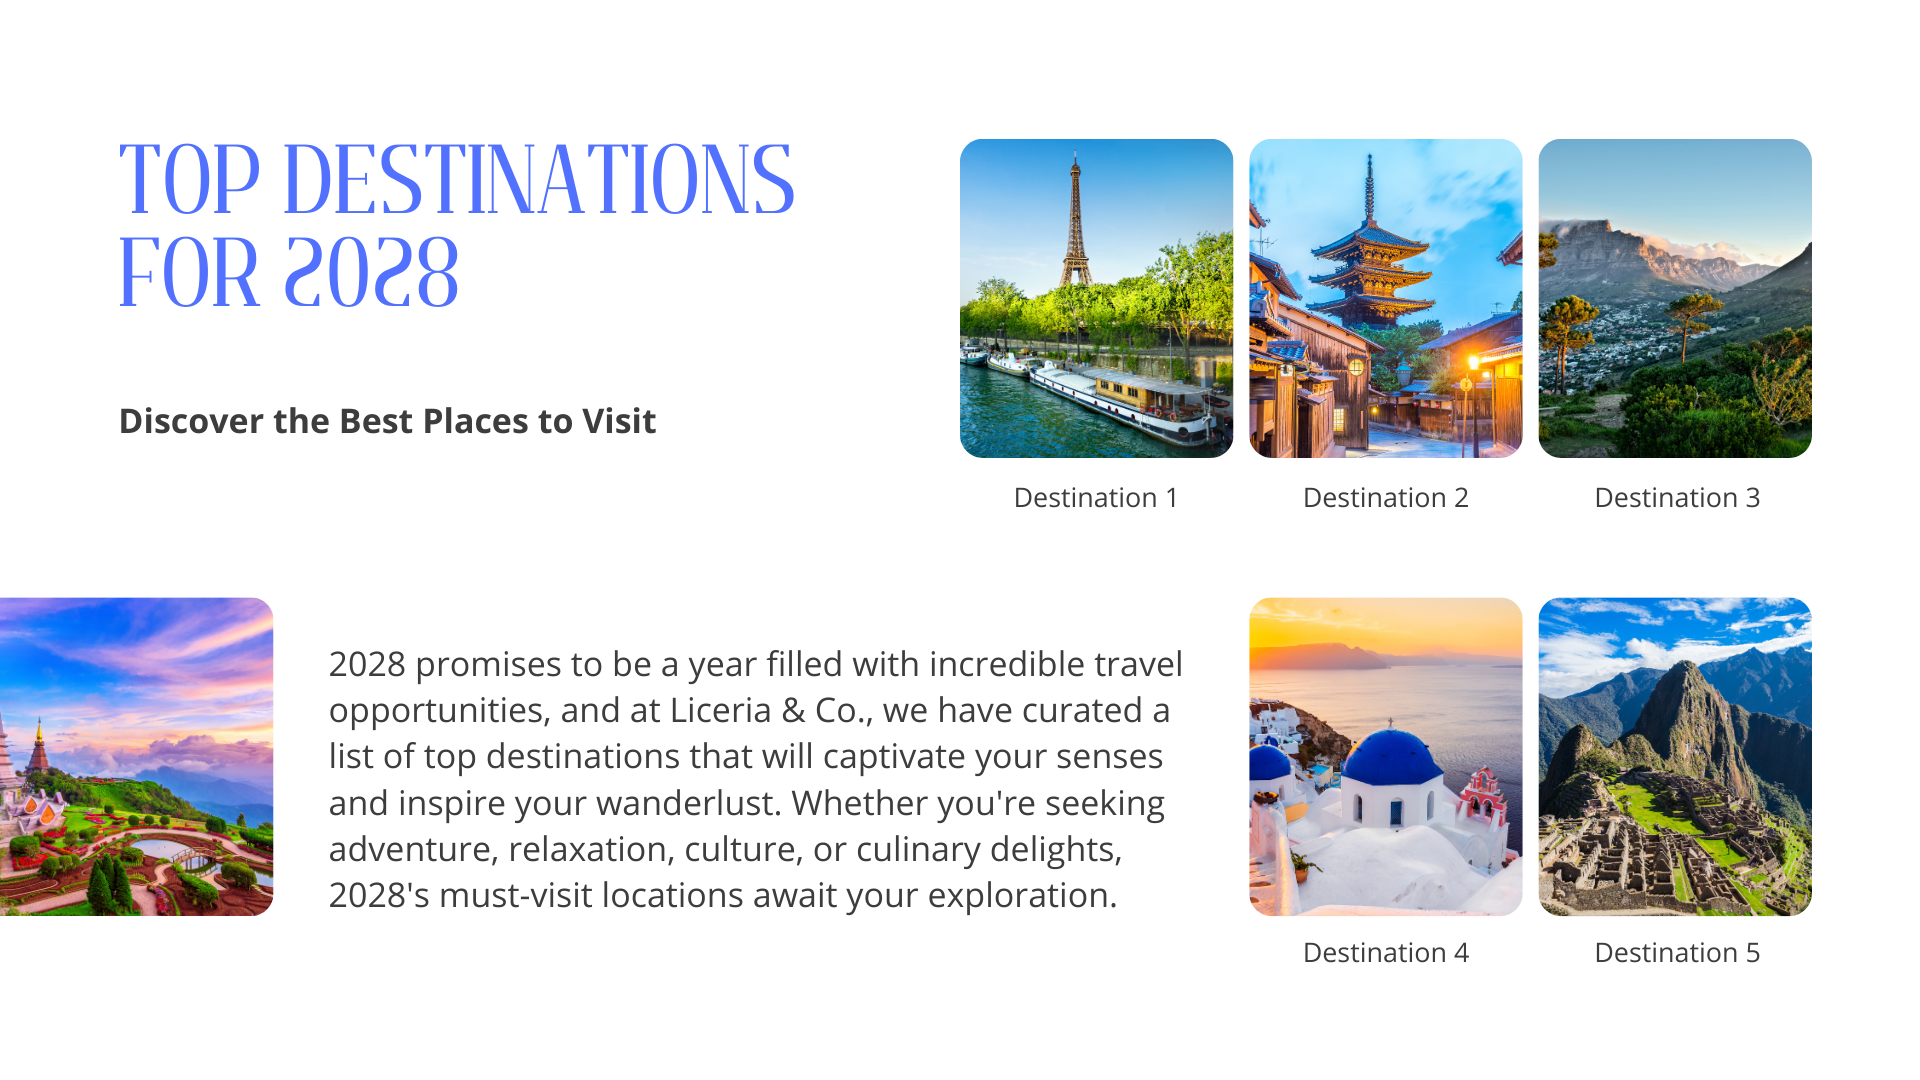 TOP DESTINATIONS
FOR 2028
Discover the Best Places to Visit
Destination 1
Destination 2
Destination 3
2028 promises to be a year filled with incredible travel
opportunities, and at Liceria & Co., we have curated a
list of top destinations that will captivate your senses
and inspire your wanderlust. Whether you're seeking
adventure, relaxation, culture, or culinary delights,
2028's must-visit locations await your exploration.
Destination 4
Destination 5